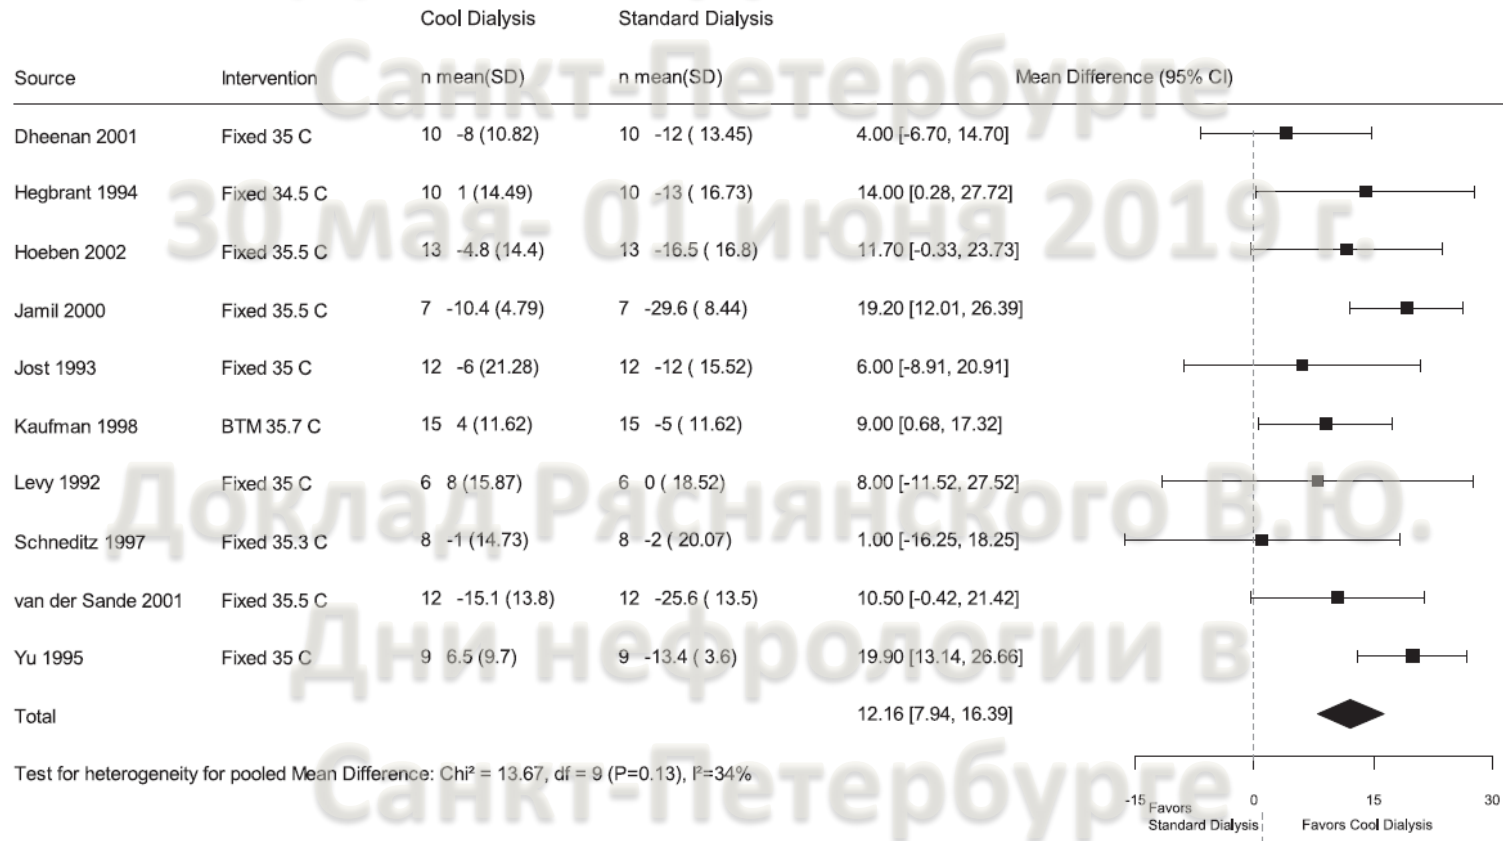 Cool Dialysis Standard Dialysis
Санкт-Петербурге
Source Intervention n mean(SD) n mean(SD) Mean Difference (95% CI)
Dheenan 2001 Fixed 35 C 10 -8 (10.82) 10 -12 ( 13.45) 4.00 [-6.70, 14.70]
Hegbrant 1994 Fixed 34.5 C 10 1 (14.49) 10 -13 ( 16.73) 14.00 [0.28, 27.72]
30 мая- 01 июня 2019 г.
Hoeben 2002 Fixed 35.5 C 13 -4.8 (14.4) 13 -16.5 ( 16.8) 11.70 [-0.33, 23.73]
Jamil 2000 Fixed 35.5 C 7 -10.4 (4.79) 7 -29.6 ( 8.44) 19.20 [12.01, 26.39]
Jost 1993 Fixed 35 C 12 -6 (21.28) 12 -12 ( 15.52) 6.00 [-8.91, 20.91]
Kaufman 1998 BTM 35.7 C 15 4 (11.62) 15 -5 ( 11.62) 9.00 [0.68, 17.32]
Levy 1992 Fixed 35 C 6 8 (15.87) 6 0 ( 18.52) 8.00 [-11.52, 27.52]
Доклад Ряснянского В.Ю.
Schneditz 1997 Fixed 35.3 C 8 -1 (14.73) 8 -2 ( 20.07) 1.00 [-16.25, 18.25]
van der Sande 2001 Fixed 35.5 C 12 -15.1 (13.8) 12 -25.6 ( 13.5) 10.50 [-0.42, 21.42]
Дни нефрологии в
Yu 1995 Fixed 35 C 9 6.5 (9.7) 9 -13.4 ( 3.6) 19.90 [13.14, 26.66]
Total 12.16 [7.94, 16.39]
Test for heterogeneity for pooled Mean Difference: Chi² = 13.67, df = 9 (P=0.13), I²=34%
Санкт-Петербурге
-15 0 15 30
Favors
Standard Dialysis Favors Cool Dialysis